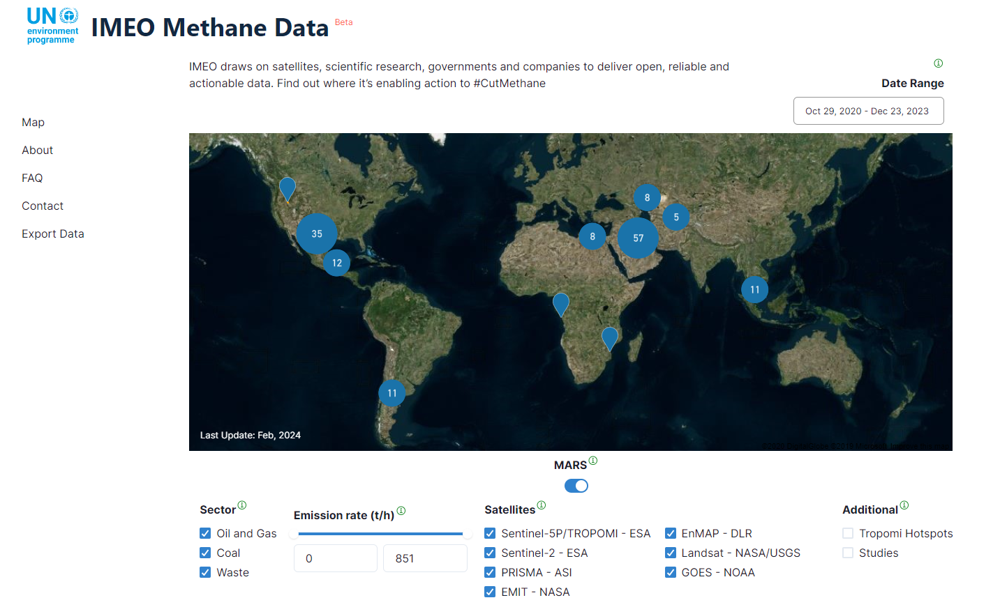 UN
environment
programme
IMEO Methane Data
Beta
IMEO draws on satellites, scientific research, governments and companies to deliver open, reliable and
actionable data. Find out where it’s enabling action to #CutMethane
Date Range
Oct 29, 2020 - Dec 23, 2023
Map
About
FAQ
Contact
Export Data
8
5
35
8
57
12
11
11
Last Update: Feb, 2024
©2020 DigitalGlobe ©2019 Microsoft
MARS
Sector
Oil and Gas
Coal
Waste
Emission rate (t/h)
0
851
Satellites
Sentinel-5P/TROPOMI - ESA
Sentinel-2 - ESA
PRISMA - ASI
EMIT - NASA
EnMAP - DLR
Landsat - NASA/USGS
GOES - NOAA
Additional
Tropomi Hotspots
Studies